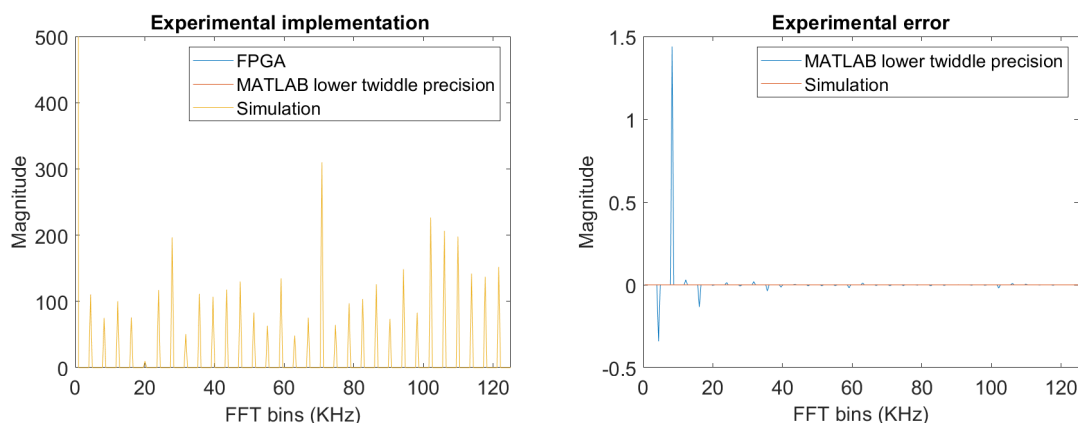 Experimental implementation
500
400
300
200
100
0
Magnitude
FPGA
MATLAB lower twiddle precision
Simulation
0 20 40 60 80 100 120
FFT bins (KHz)
Experimental error
1.5
1
0.5
0
-0.5
Magnitude
MATLAB lower twiddle precision
Simulation
0 20 40 60 80 100 120
FFT bins (KHz)